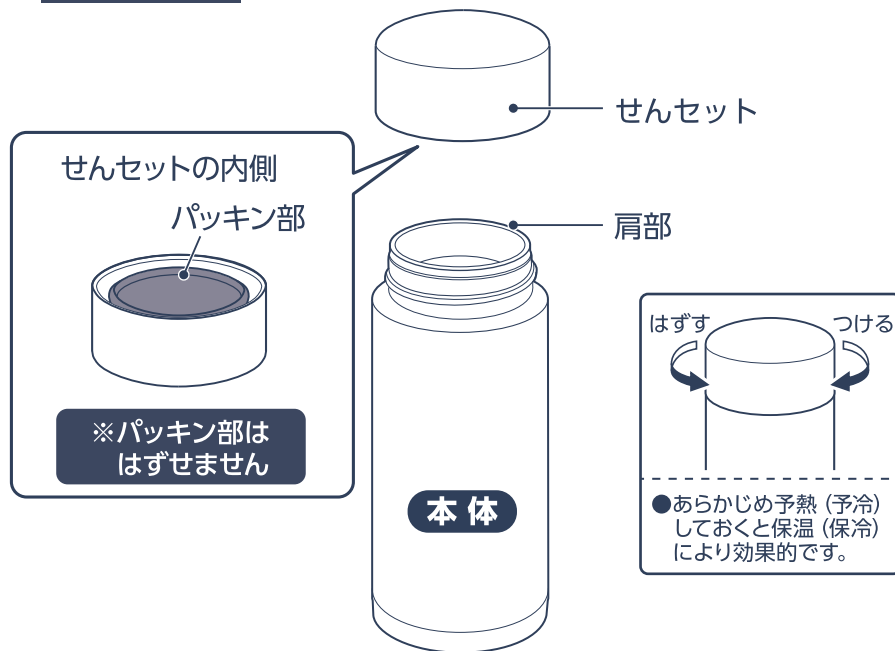 せんセット
せんセットの内側
パッキン部
肩部
※パッキン部は
はずせません
本体
はずす
つける
●あらかじめ予熱（予冷）
しておくと保温（保冷）
により効果的です。